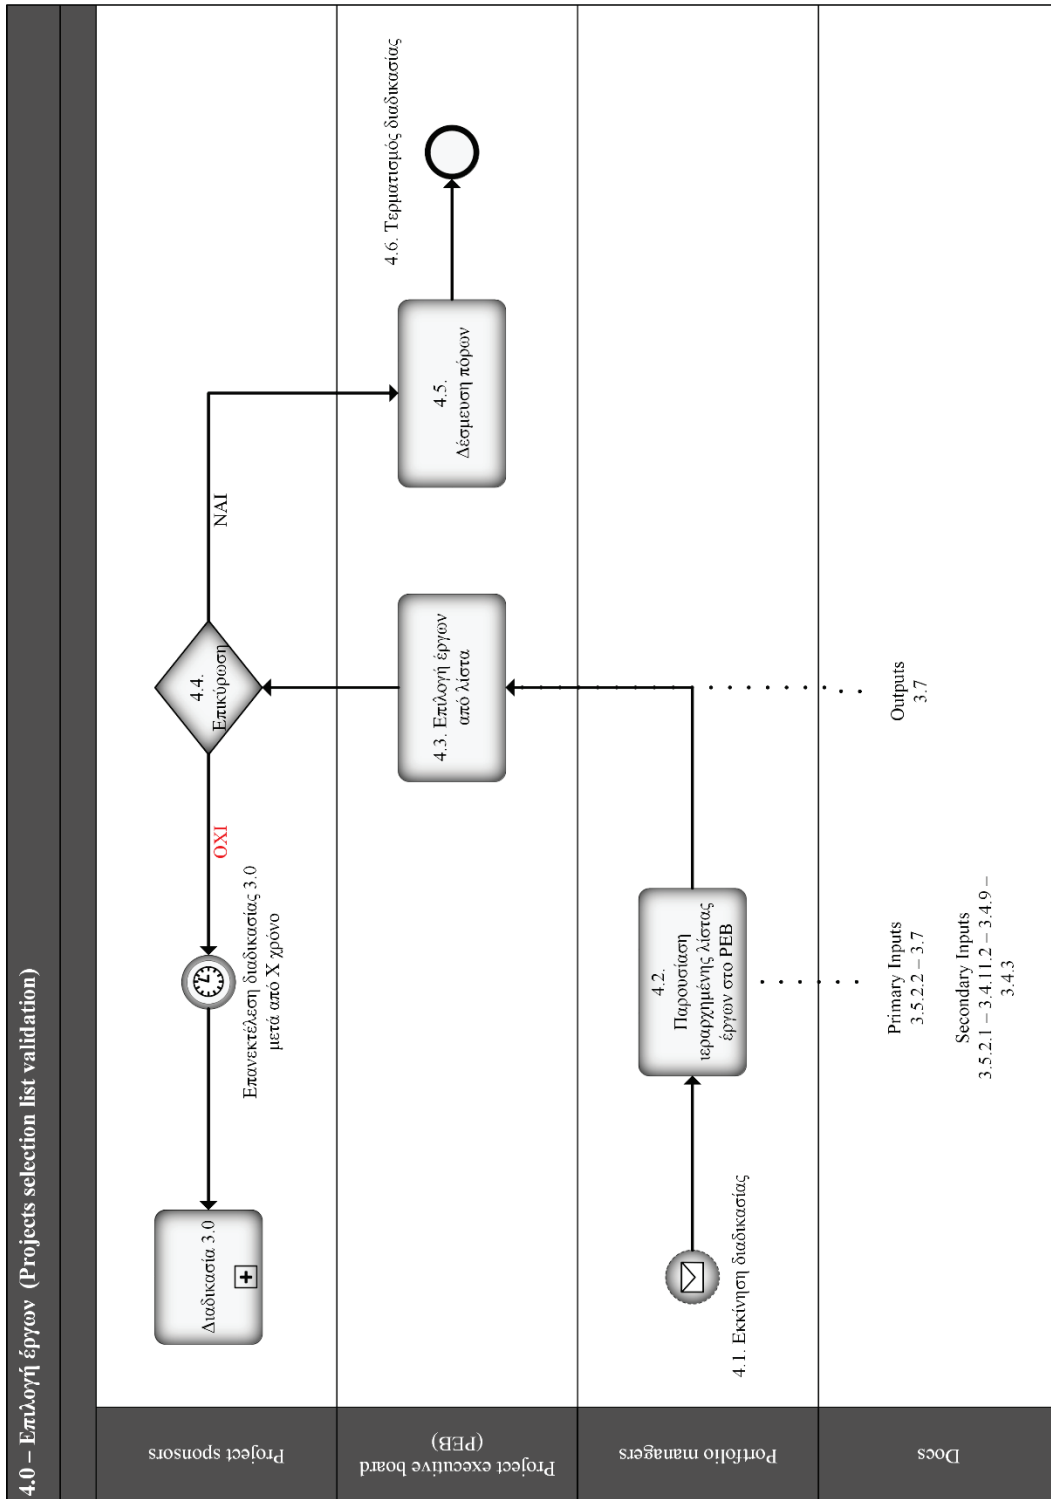 4.0 – Επιλογή έργων (Projects selection list validation)
Project sponsors
Διαδικασία 3.0
Επανεκτέλεση διαδικασίας 3.0
μετά από Χ χρόνο
ΟΧΙ
4.4.
Επικύρωση
ΝΑΙ
Project executive board
(PEB)
4.3. Επιλογή έργων
από λίστα
4.5.
Δέσμευση πόρων
4.6. Τερματισμός διαδικασίας
Portfolio managers
4.1. Εκκίνηση διαδικασίας
4.2.
Παρουσίαση
ιεραρχημένης λίστας
έργων στο PEB
Docs
Primary Inputs
3.5.2.2 – 3.7
Secondary Inputs
3.5.2.1 – 3.4.11.2 – 3.4.9 –
3.4.3
Outputs
3.7